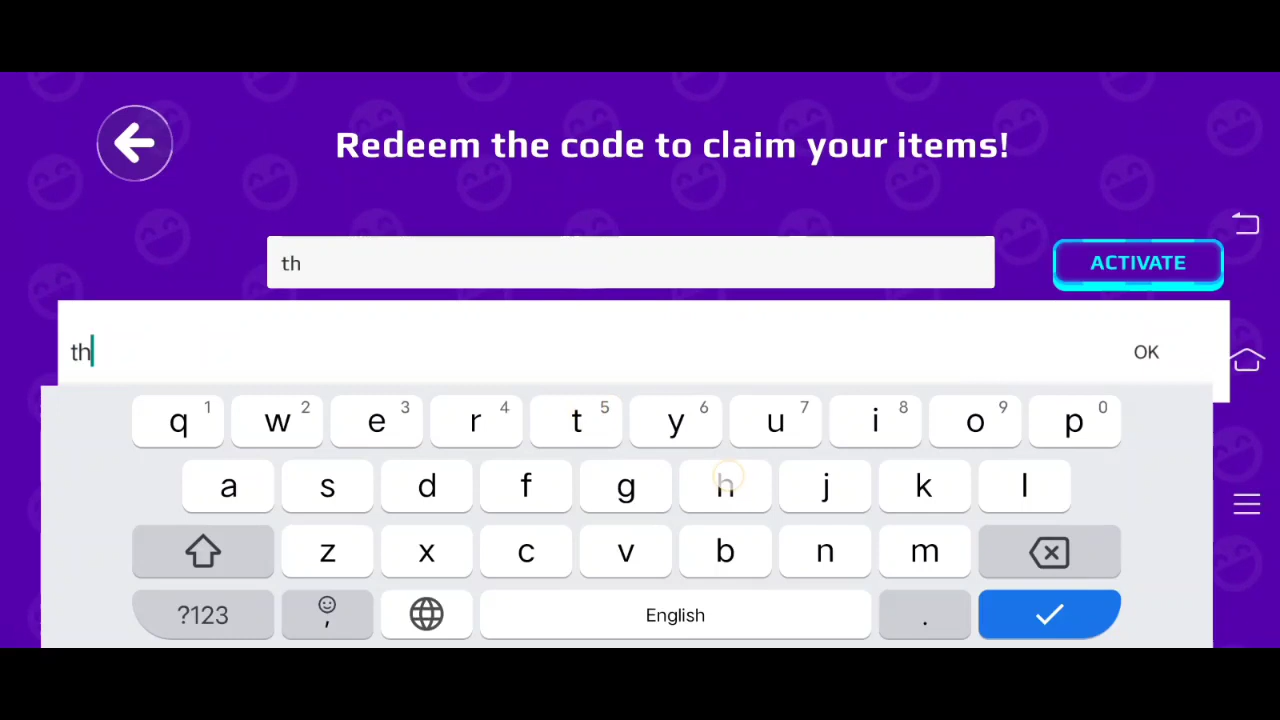 Redeem the code to claim your items!
th
ACTIVATE
th
OK
q 1 w 2 e 3 r 4 t 5 y 6 u 7 i 8 o 9 p 0
a s d f g h j k l
z x c v b n m
?123 , English .